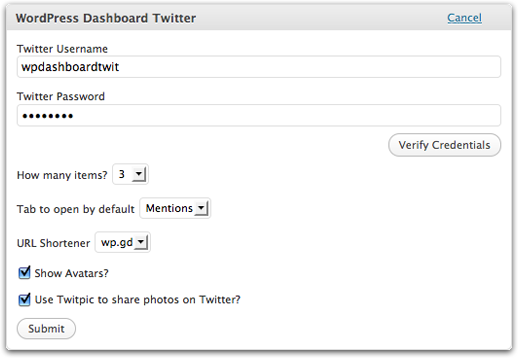 WordPress Dashboard Twitter Cancel
Twitter Username
wpdashboardtwit
Twitter Password
••••••••
Verify Credentials
How many items? 3
Tab to open by default Mentions
URL Shortener wp.gd
Show Avatars?
Use Twitpic to share photos on Twitter?
Submit